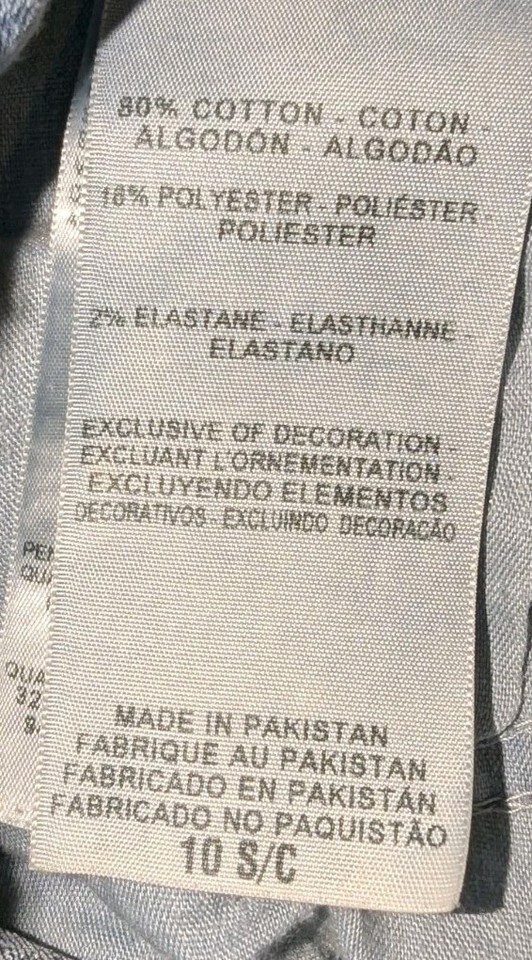 80% COTTON - COTON -
ALGODÓN - ALGODÃO
18% POLYESTER - POLIÉSTER -
POLIESTER
2% ELASTANE - ELASTHANNE -
ELASTANO
EXCLUSIVE OF DECORATION -
EXCLUANT L'ORNEMENTATION -
EXCLUYENDO ELEMENTOS
DECORATIVOS - EXCLUINDO DECORAÇÃO
MADE IN PAKISTAN
FABRIQUE AU PAKISTAN
FABRICADO EN PAKISTÁN
FABRICADO NO PAQUISTÃO
10 S/C